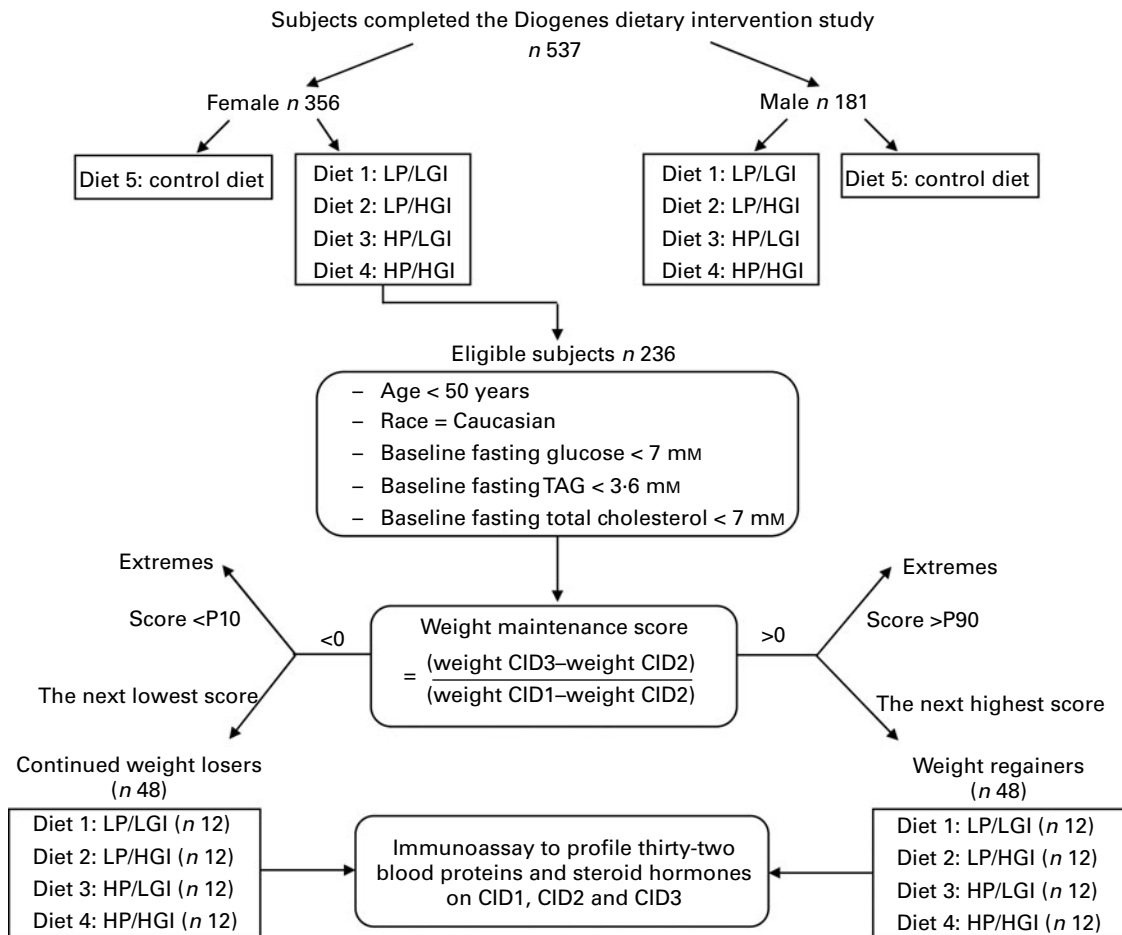 Subjects completed the Diogenes dietary intervention study
n 537
Female n 356
Male n 181
Diet 5: control diet
Diet 1: LP/LGI
Diet 2: LP/HGI
Diet 3: HP/LGI
Diet 4: HP/HGI
Diet 1: LP/LGI
Diet 2: LP/HGI
Diet 3: HP/LGI
Diet 4: HP/HGI
Diet 5: control diet
Eligible subjects n 236
– Age < 50 years
– Race = Caucasian
– Baseline fasting glucose < 7 mM
– Baseline fasting TAG < 3·6 mM
– Baseline fasting total cholesterol < 7 mM
Extremes
Score <P10
<0
The next lowest score
Weight maintenance score
= (weight CID3–weight CID2)
(weight CID1–weight CID2)
>0
Extremes
Score >P90
The next highest score
Continued weight losers
(n 48)
Diet 1: LP/LGI (n 12)
Diet 2: LP/HGI (n 12)
Diet 3: HP/LGI (n 12)
Diet 4: HP/HGI (n 12)
Immunoassay to profile thirty-two
blood proteins and steroid hormones
on CID1, CID2 and CID3
Weight regainers
(n 48)
Diet 1: LP/LGI (n 12)
Diet 2: LP/HGI (n 12)
Diet 3: HP/LGI (n 12)
Diet 4: HP/HGI (n 12)